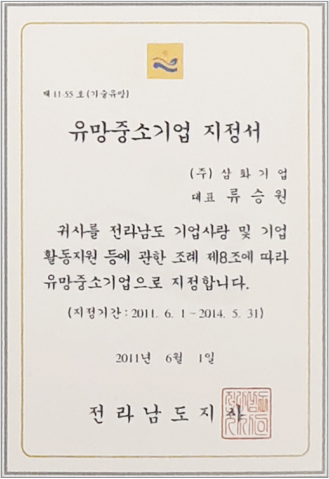 제 11-55 호(기술유망)
유망중소기업 지정서
(주) 삼화기업
대표 류승원
귀사를 전라남도 기업사랑 및 기업
활동지원 등에 관한 조례 제8조에 따라
유망중소기업으로 지정합니다.
(지정기간 : 2011. 6. 1 ~ 2014. 5. 31)
2011년 6월 1일
전라남도지사